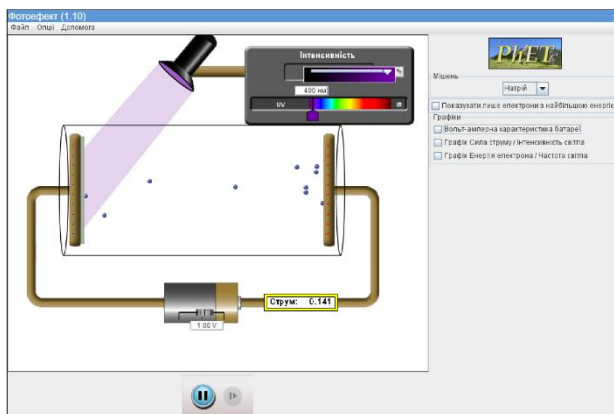 Фотоефект (1.10)
Файл Опції Допомога
Інтенсивність
%
400 нм
UV
IR
Струм: 0.141
1.00 V
PhET
Мішень
Натрій
Показувати лише електрони з найбільшою енергіє
Графіки
Вольт-амперна характеристика батареї
Графік Сила струму / Інтенсивність світла
Графік Енергія електрона / Частота світла